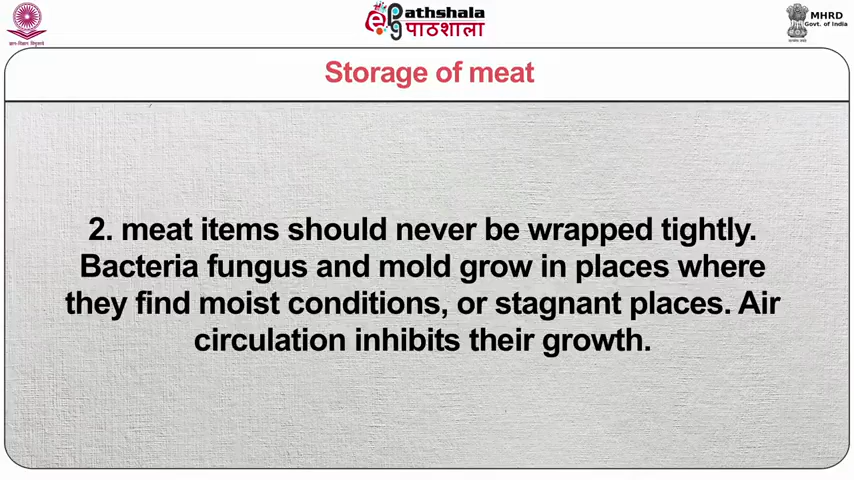 Pathshala
पाठशाला
MHRD
Govt. of India
Storage of meat
2. meat items should never be wrapped tightly.
Bacteria fungus and mold grow in places where
they find moist conditions, or stagnant places. Air
circulation inhibits their growth.